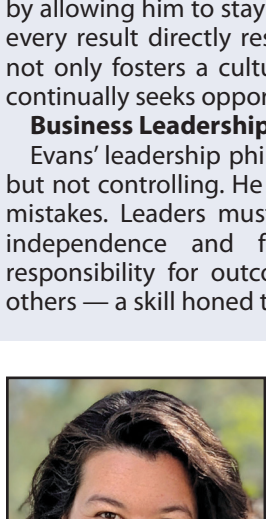 by allowing him to stay
every result directly res
not only fosters a cultu
continually seeks oppor
Business Leadership
Evans’ leadership phi
but not controlling. He
mistakes. Leaders mus
independence and f
responsibility for outco
others — a skill honed t